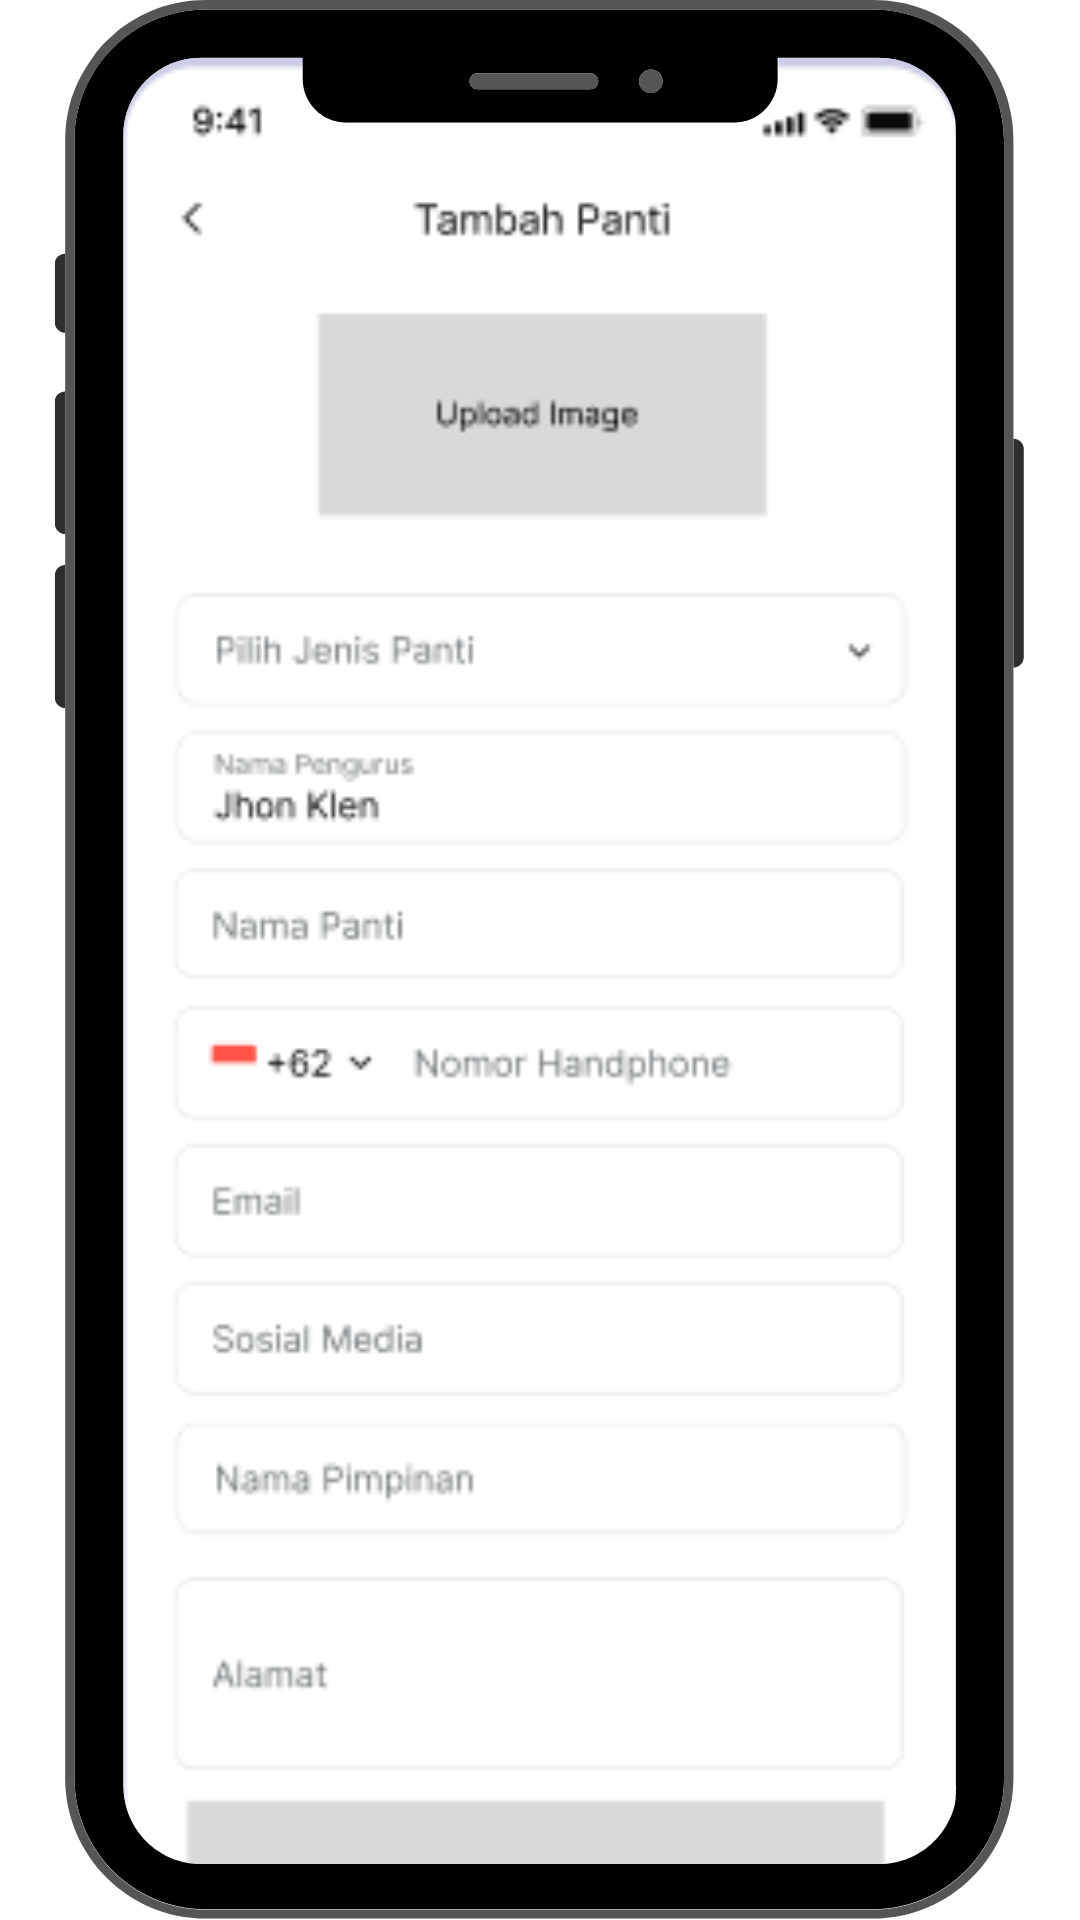 9:41
Tambah Panti
Upload Image
Pilih Jenis Panti
Nama Pengurus
Jhon Klen
Nama Panti
+62 Nomor Handphone
Email
Sosial Media
Nama Pimpinan
Alamat